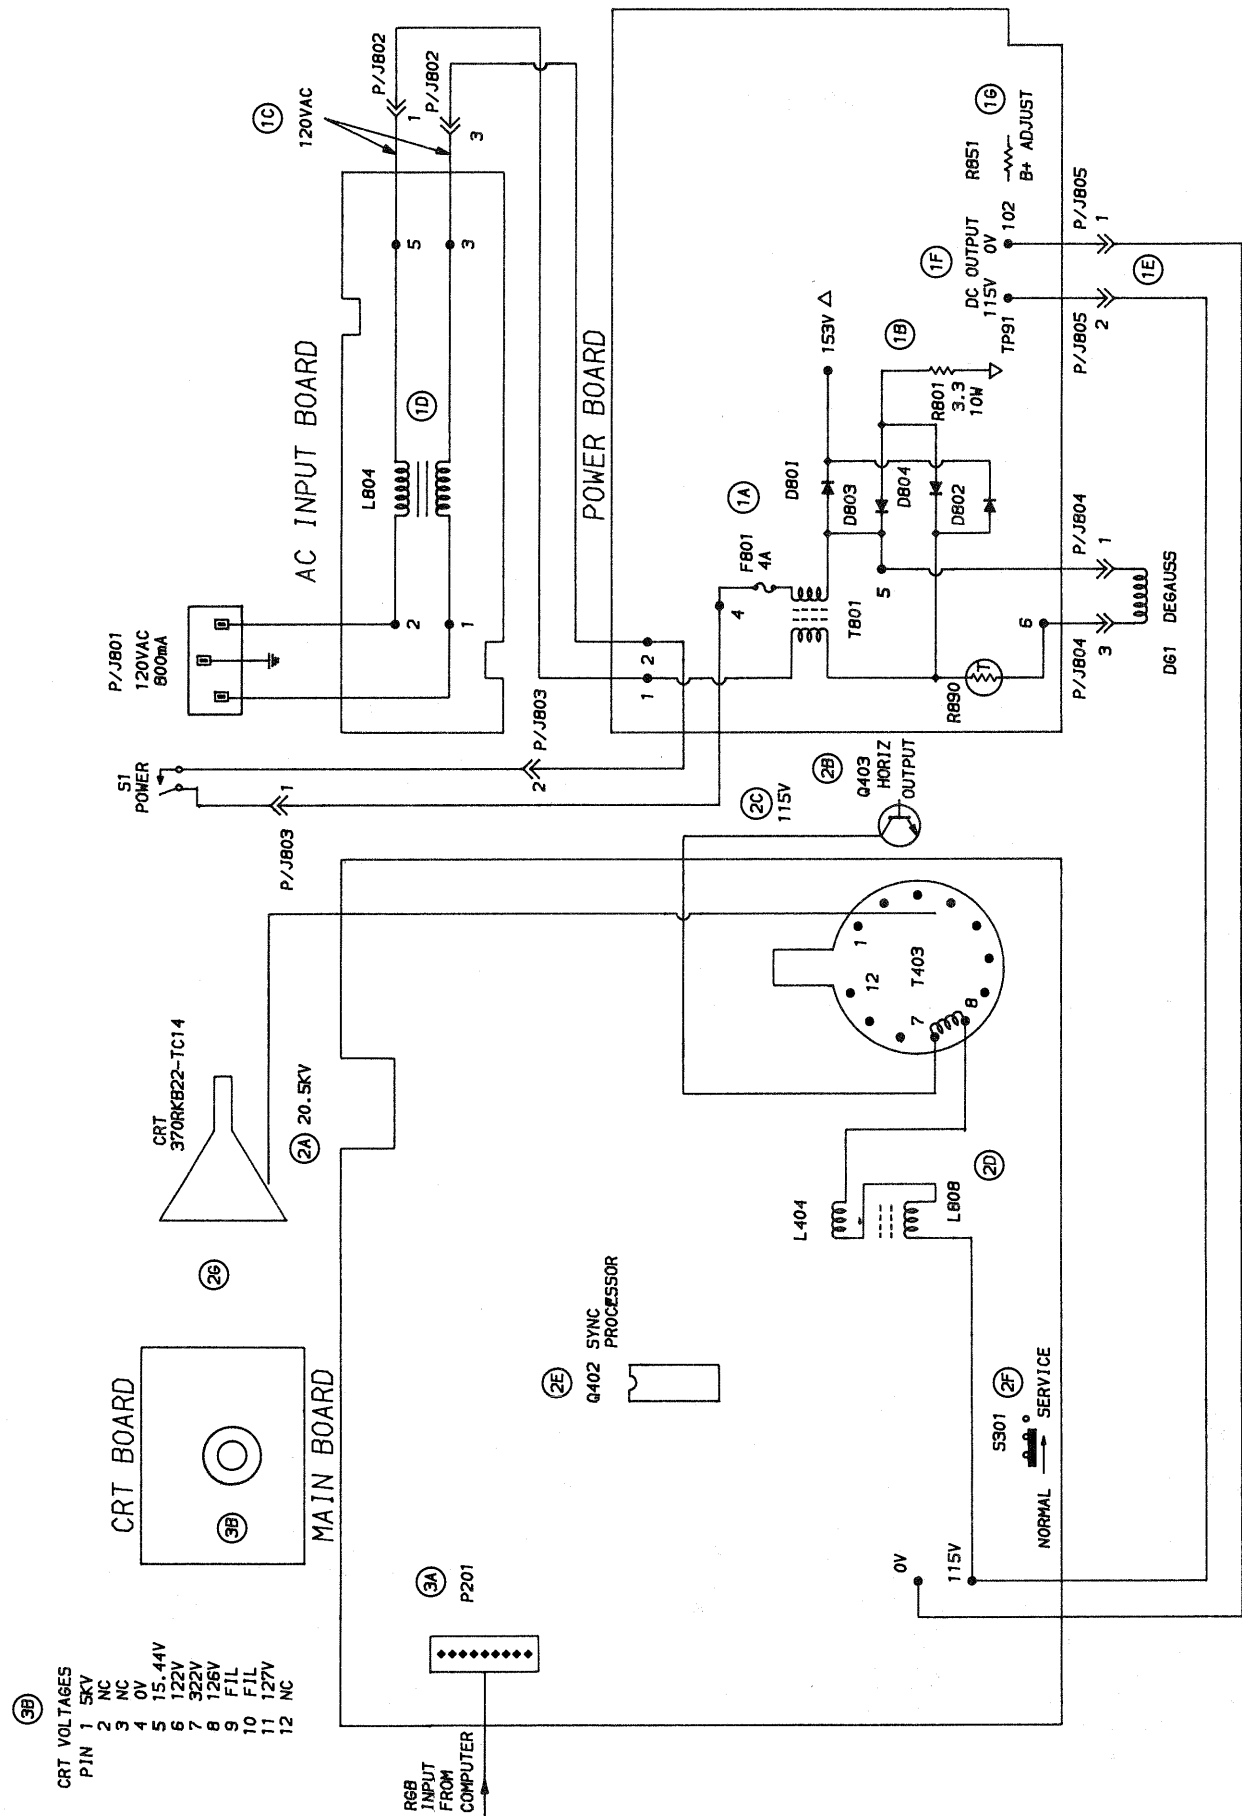 3B
CRT VOLTAGES
PIN 1 5KV
2 NC
3 NC
4 0V
5 15.44V
6 122V
7 322V
8 126V
9 FIL
10 FIL
11 127V
12 NC
RGB
INPUT
FROM
COMPUTER
3A
P201
CRT BOARD
3B
MAIN BOARD
2G
CRT
370RKB22-TC14
2A 20.5KV
2E
Q402 SYNC
PROCESSOR
0V
115V
S301 2F
NORMAL SERVICE
L404
L808
2D
7
8
12
1
T403
2C
115V
2B
Q403
HORIZ
OUTPUT
S1
POWER
P/J803
1
P/J803
2
P/J801
120VAC
800mA
AC INPUT BOARD
2
1
L804
1D
5
3
1C
120VAC
P/J802
1
P/J802
3
POWER BOARD
1
2
4
F801
4A
1A
T801
R890
T
5
6
D801
D803
D804
D802
153V
1B
R801
3.3
10W
P/J804
3
P/J804
1
DG1 DEGAUSS
1F
DC OUTPUT
115V 0V
TP91 102
R851
1G
B+ ADJUST
P/J805
2
P/J805
1
1E